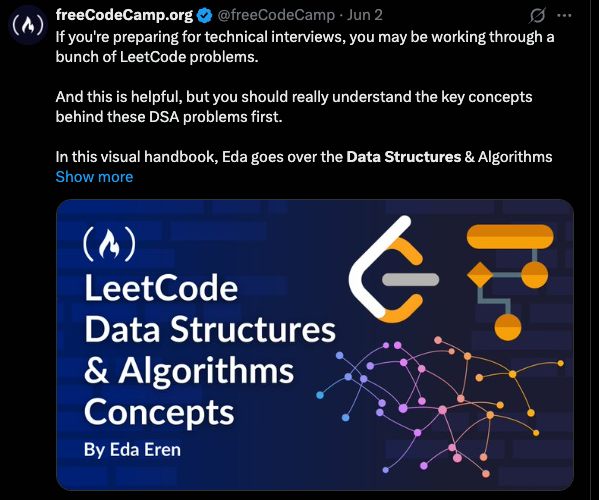 freeCodeCamp.org @freeCodeCamp · Jun 2
If you're preparing for technical interviews, you may be working through a
bunch of LeetCode problems.
And this is helpful, but you should really understand the key concepts
behind these DSA problems first.
In this visual handbook, Eda goes over the Data Structures & Algorithms
Show more
LeetCode
Data Structures
& Algorithms
Concepts
By Eda Eren